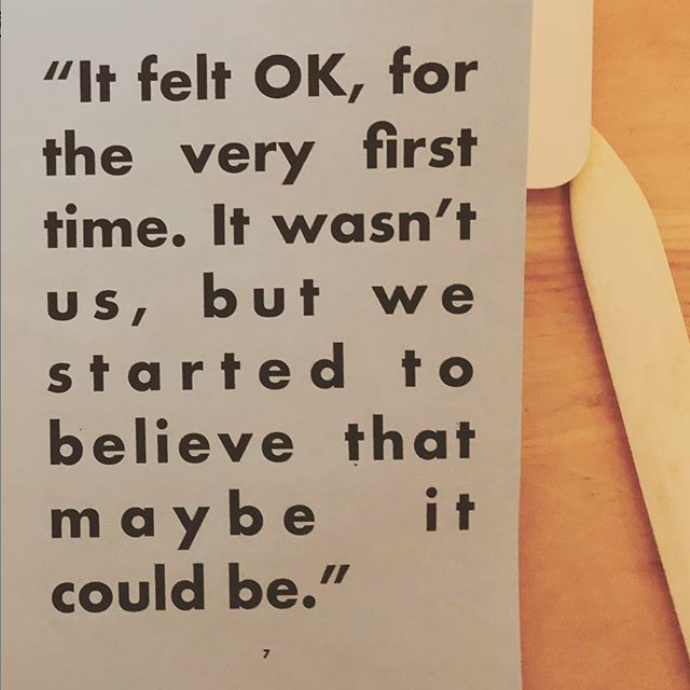 “It felt OK, for
the very first
time. It wasn’t
us, but we
started to
believe that
maybe it
could be.”
7